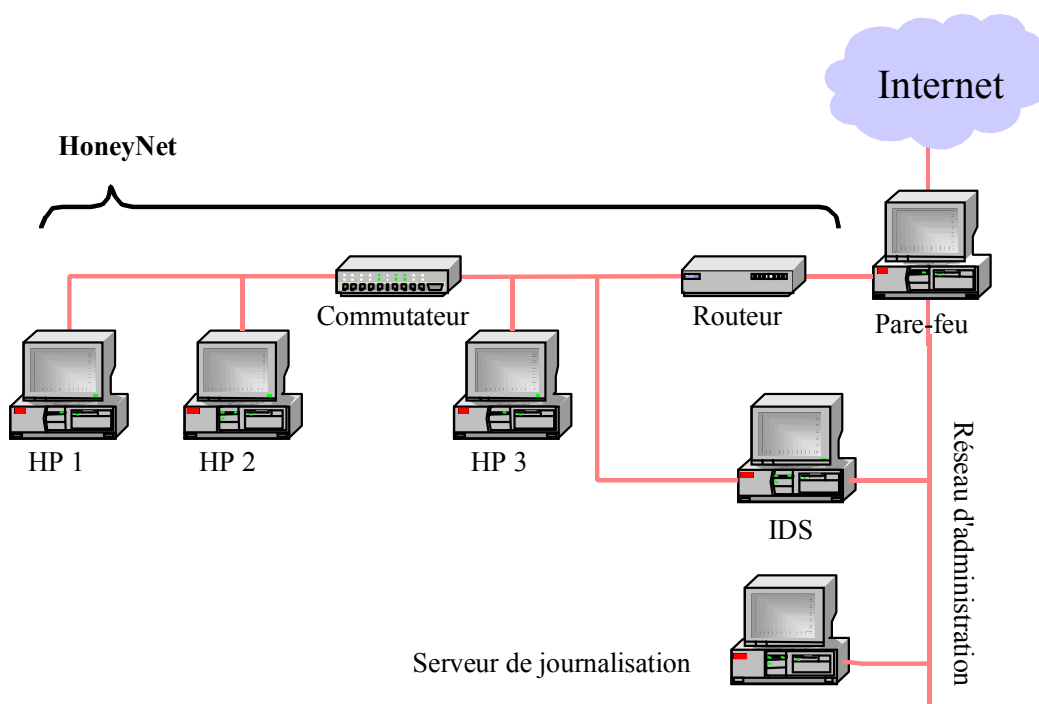 Internet
HoneyNet
Commutateur
Routeur
Pare-feu
HP 1
HP 2
HP 3
IDS
Réseau d'administration
Serveur de journalisation